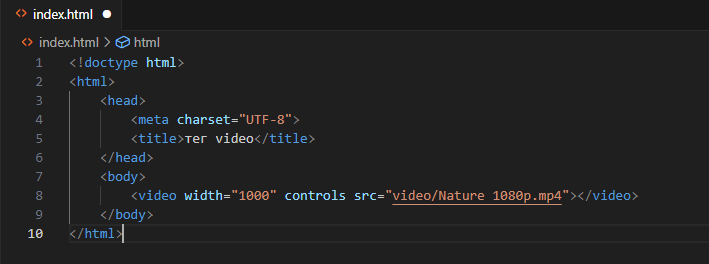 index.html
index.html > html
1 <!doctype html>
2 <html>
3 <head>
4 <meta charset="UTF-8">
5 <title>тег video</title>
6 </head>
7 <body>
8 <video width="1000" controls src="video/Nature 1080p.mp4"></video>
9 </body>
10 </html>